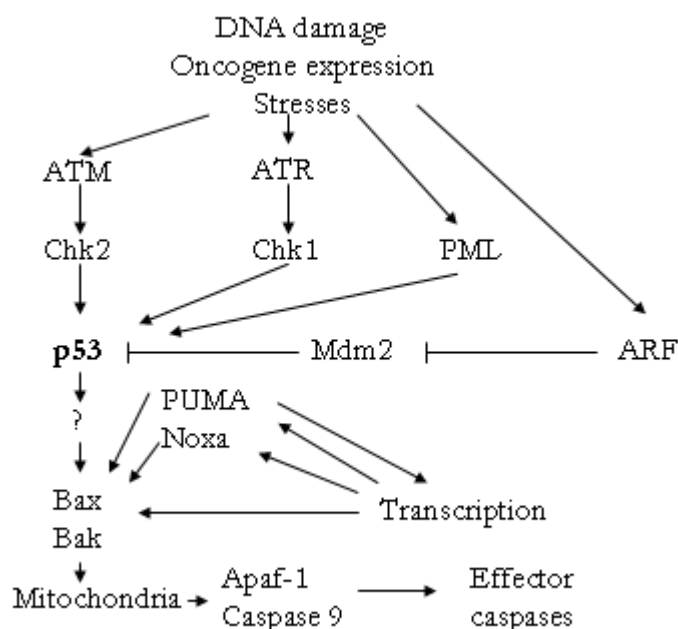 DNA damage
Oncogene expression
Stresses
ATM ATR
Chk2 Chk1 PML
p53 Mdm2 ARF
PUMA
?
Noxa
Bax
Transcription
Bak
Apaf-1 Effector
Mitochondria
Caspase 9 caspases